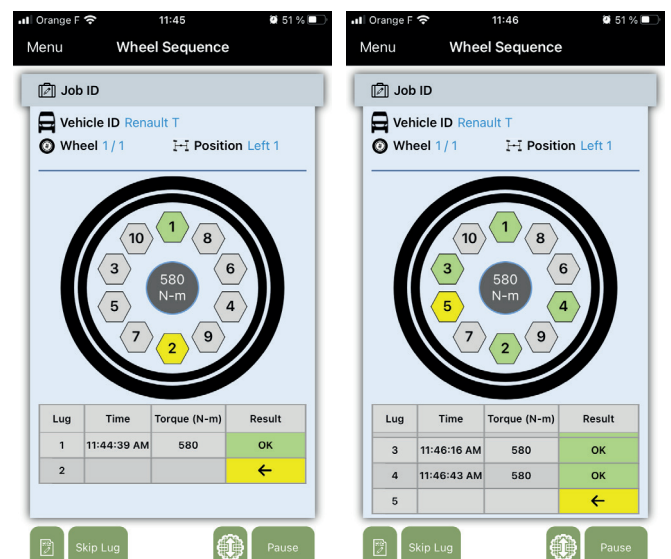 Orange F 11:45 51 %
Menu Wheel Sequence
Job ID
Vehicle ID Renault T
Wheel 1 / 1 Position Left 1
1
10 8
3 6
580
N-m
5 4
7 9
2
Lug Time Torque (N-m) Result
1 11:44:39 AM 580 OK
2
Skip Lug Pause
Orange F 11:46 51 %
Menu Wheel Sequence
Job ID
Vehicle ID Renault T
Wheel 1 / 1 Position Left 1
1
10 8
3 6
580
N-m
5 4
7 9
2
Lug Time Torque (N-m) Result
3 11:46:16 AM 580 OK
4 11:46:43 AM 580 OK
5
Skip Lug Pause